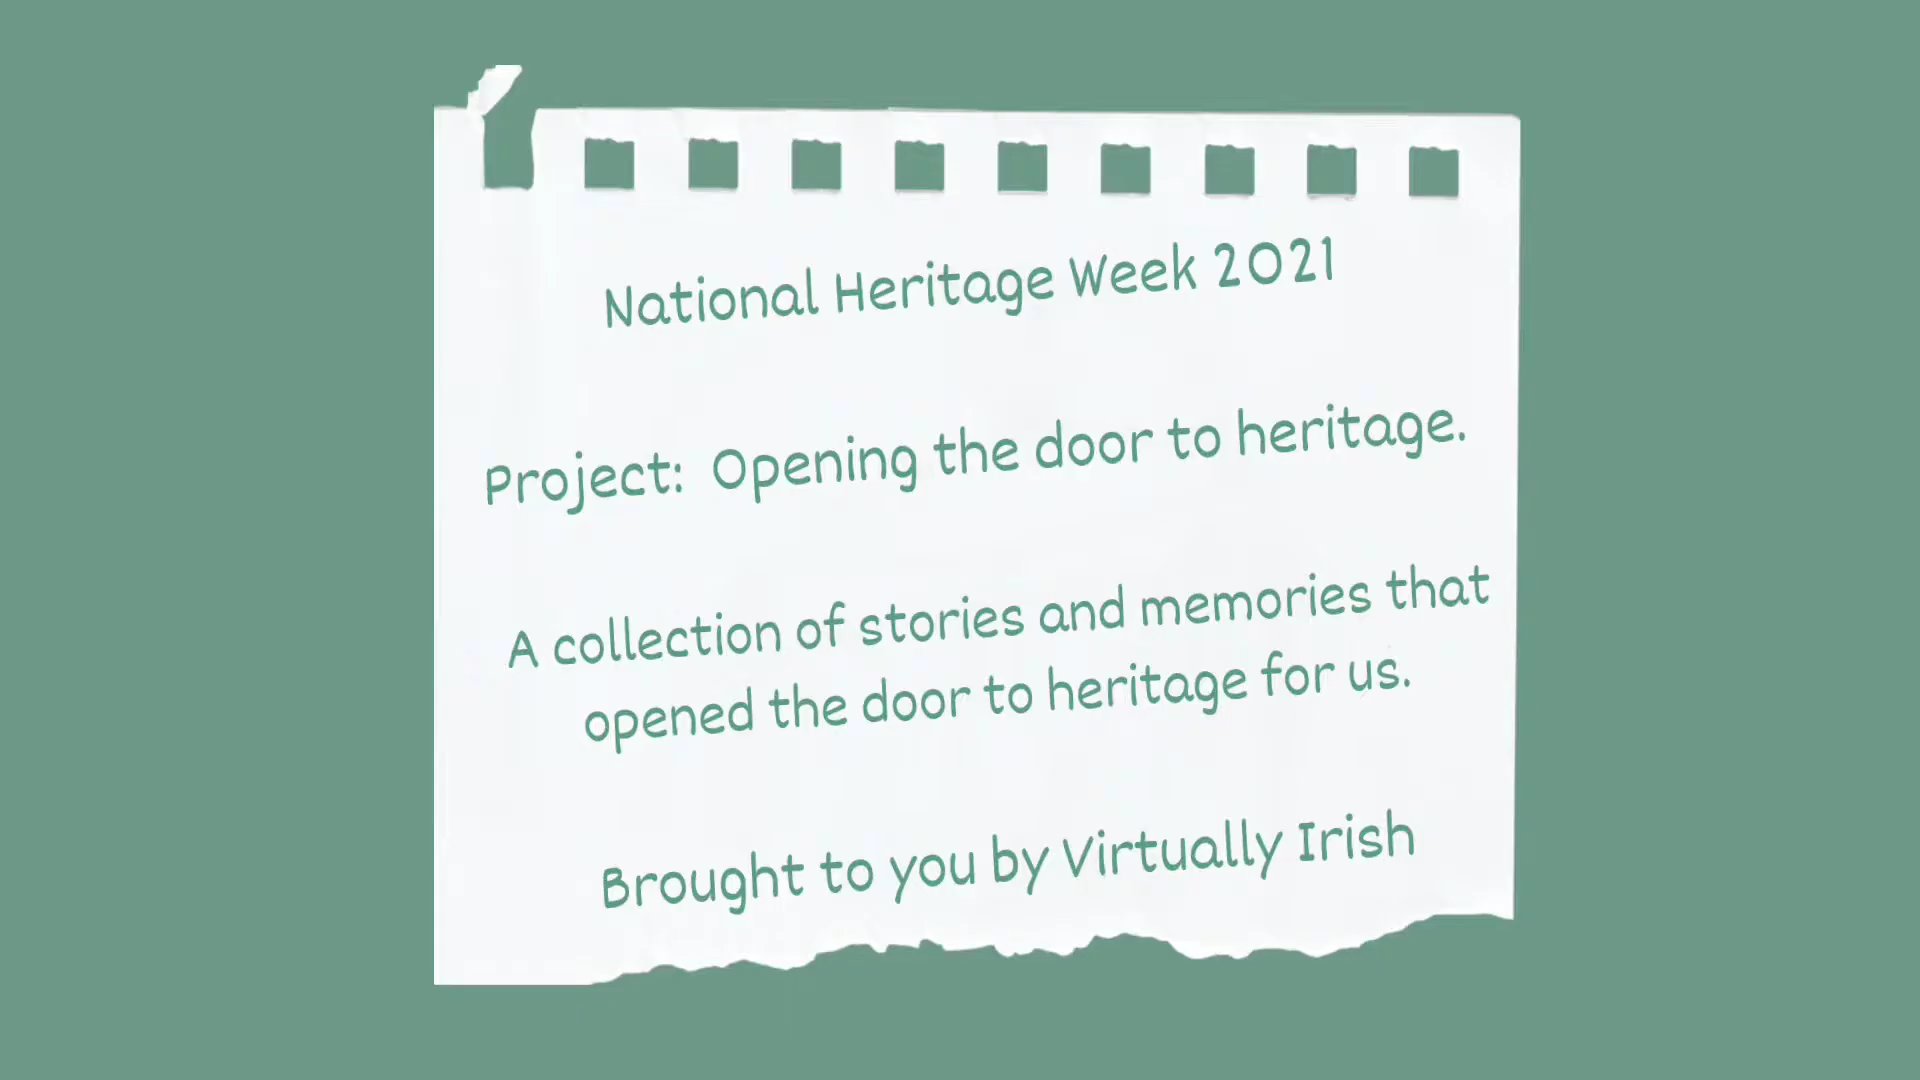 National Heritage Week 2021
Project: Opening the door to heritage.
A collection of stories and memories that
opened the door to heritage for us.
Brought to you by Virtually Irish